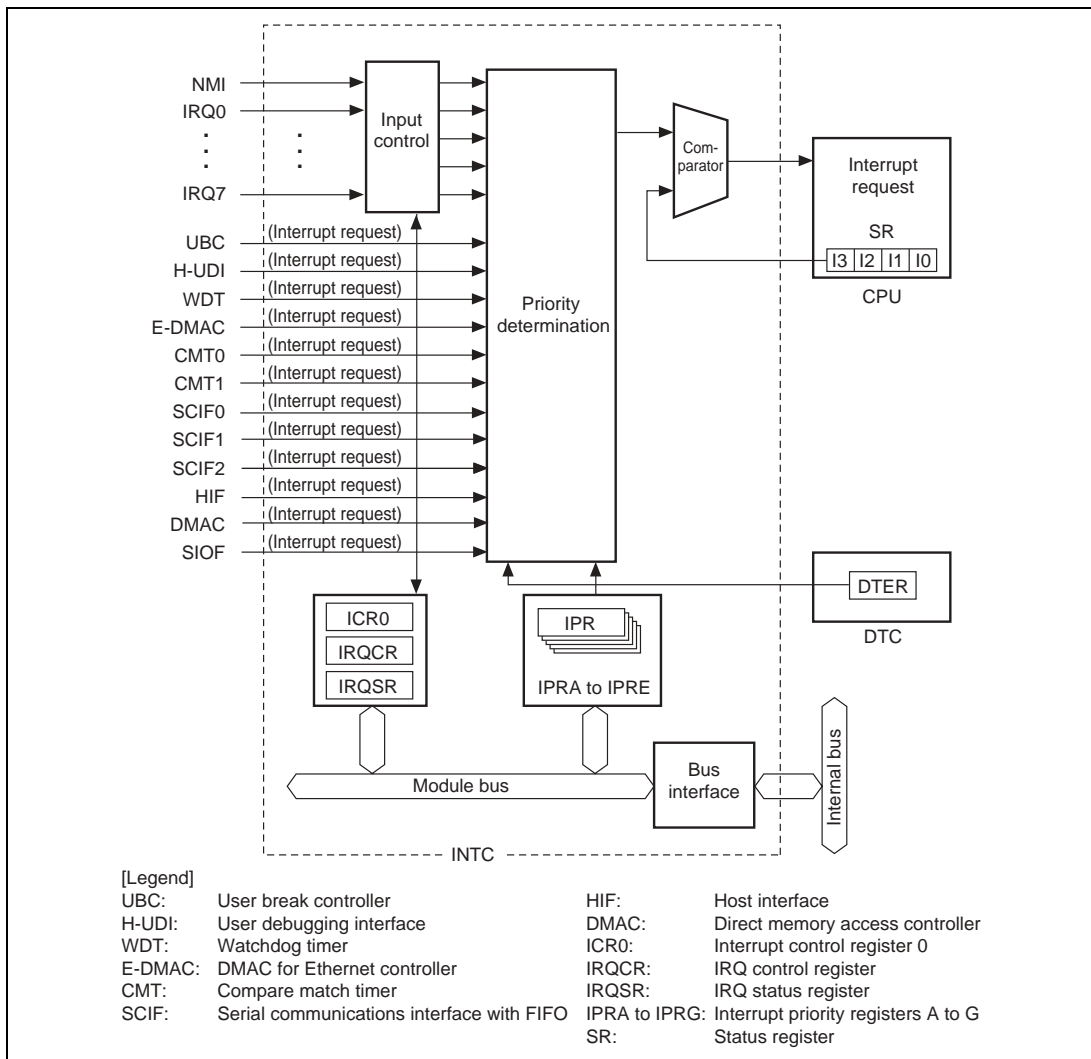 NMI
IRQ0
IRQ7
Input
control
Com-
parator
Interrupt
request
SR
I3 I2 I1 I0
CPU
UBC (Interrupt request)
H-UDI (Interrupt request)
WDT (Interrupt request)
E-DMAC (Interrupt request)
CMT0 (Interrupt request)
CMT1 (Interrupt request)
SCIF0 (Interrupt request)
SCIF1 (Interrupt request)
SCIF2 (Interrupt request)
HIF (Interrupt request)
DMAC (Interrupt request)
SIOF (Interrupt request)
Priority
determination
DTER
DTC
ICR0
IRQCR
IRQSR
IPR
IPRA to IPRE
Module bus
Bus
interface
Internal bus
INTC
[Legend]
UBC: User break controller
H-UDI: User debugging interface
WDT: Watchdog timer
E-DMAC: DMAC for Ethernet controller
CMT: Compare match timer
SCIF: Serial communications interface with FIFO
HIF: Host interface
DMAC: Direct memory access controller
ICR0: Interrupt control register 0
IRQCR: IRQ control register
IRQSR: IRQ status register
IPRA to IPRG: Interrupt priority registers A to G
SR: Status register